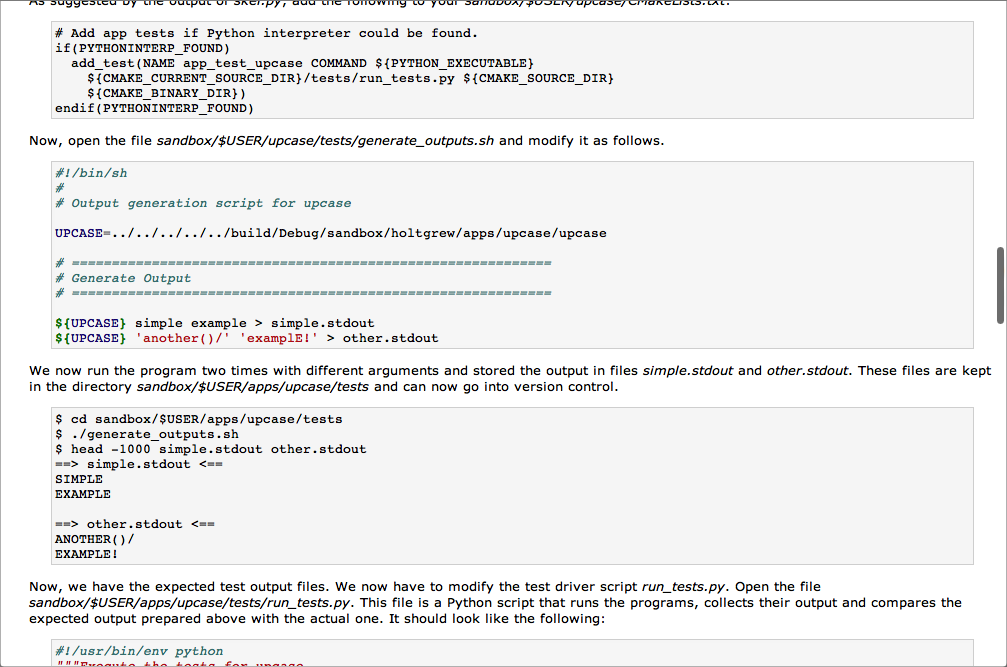 As suggested by the output of skel.py, add the following to your sandbox/$USER/upcase/CMakeLists.txt.
# Add app tests if Python interpreter could be found.
if(PYTHONINTERP_FOUND)
  add_test(NAME app_test_upcase COMMAND ${PYTHON_EXECUTABLE}
    ${CMAKE_CURRENT_SOURCE_DIR}/tests/run_tests.py ${CMAKE_SOURCE_DIR}
    ${CMAKE_BINARY_DIR})
endif(PYTHONINTERP_FOUND)
Now, open the file sandbox/$USER/upcase/tests/generate_outputs.sh and modify it as follows.
#!/bin/sh
#
# Output generation script for upcase
UPCASE=../../../../../build/Debug/sandbox/holtgrew/apps/upcase/upcase
# ============================================================
# Generate Output
# ============================================================
${UPCASE} simple example > simple.stdout
${UPCASE} 'another()/' 'examplE!' > other.stdout
We now run the program two times with different arguments and stored the output in files simple.stdout and other.stdout. These files are kept
in the directory sandbox/$USER/apps/upcase/tests and can now go into version control.
$ cd sandbox/$USER/apps/upcase/tests
$ ./generate_outputs.sh
$ head -1000 simple.stdout other.stdout
==> simple.stdout <==
SIMPLE
EXAMPLE
==> other.stdout <==
ANOTHER()/
EXAMPLE!
Now, we have the expected test output files. We now have to modify the test driver script run_tests.py. Open the file
sandbox/$USER/apps/upcase/tests/run_tests.py. This file is a Python script that runs the programs, collects their output and compares the
expected output prepared above with the actual one. It should look like the following:
#!/usr/bin/env python
"""Execute the tests for upcase